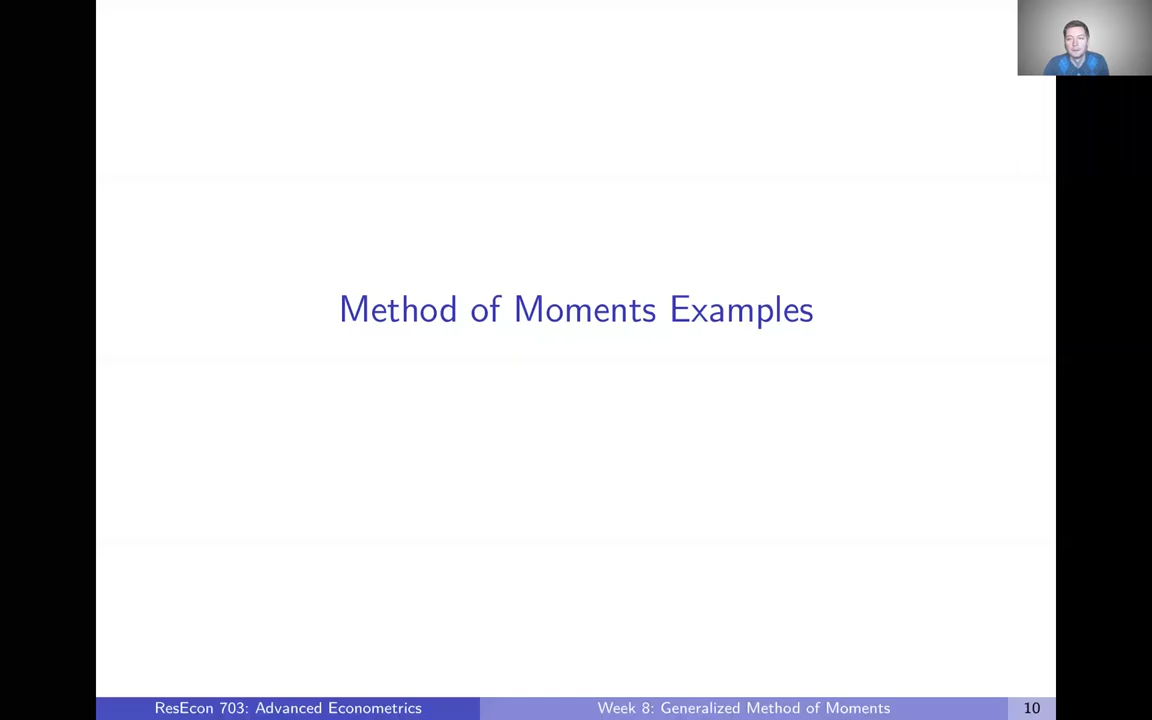 Method of Moments Examples
ResEcon 703: Advanced Econometrics
Week 8: Generalized Method of Moments
10